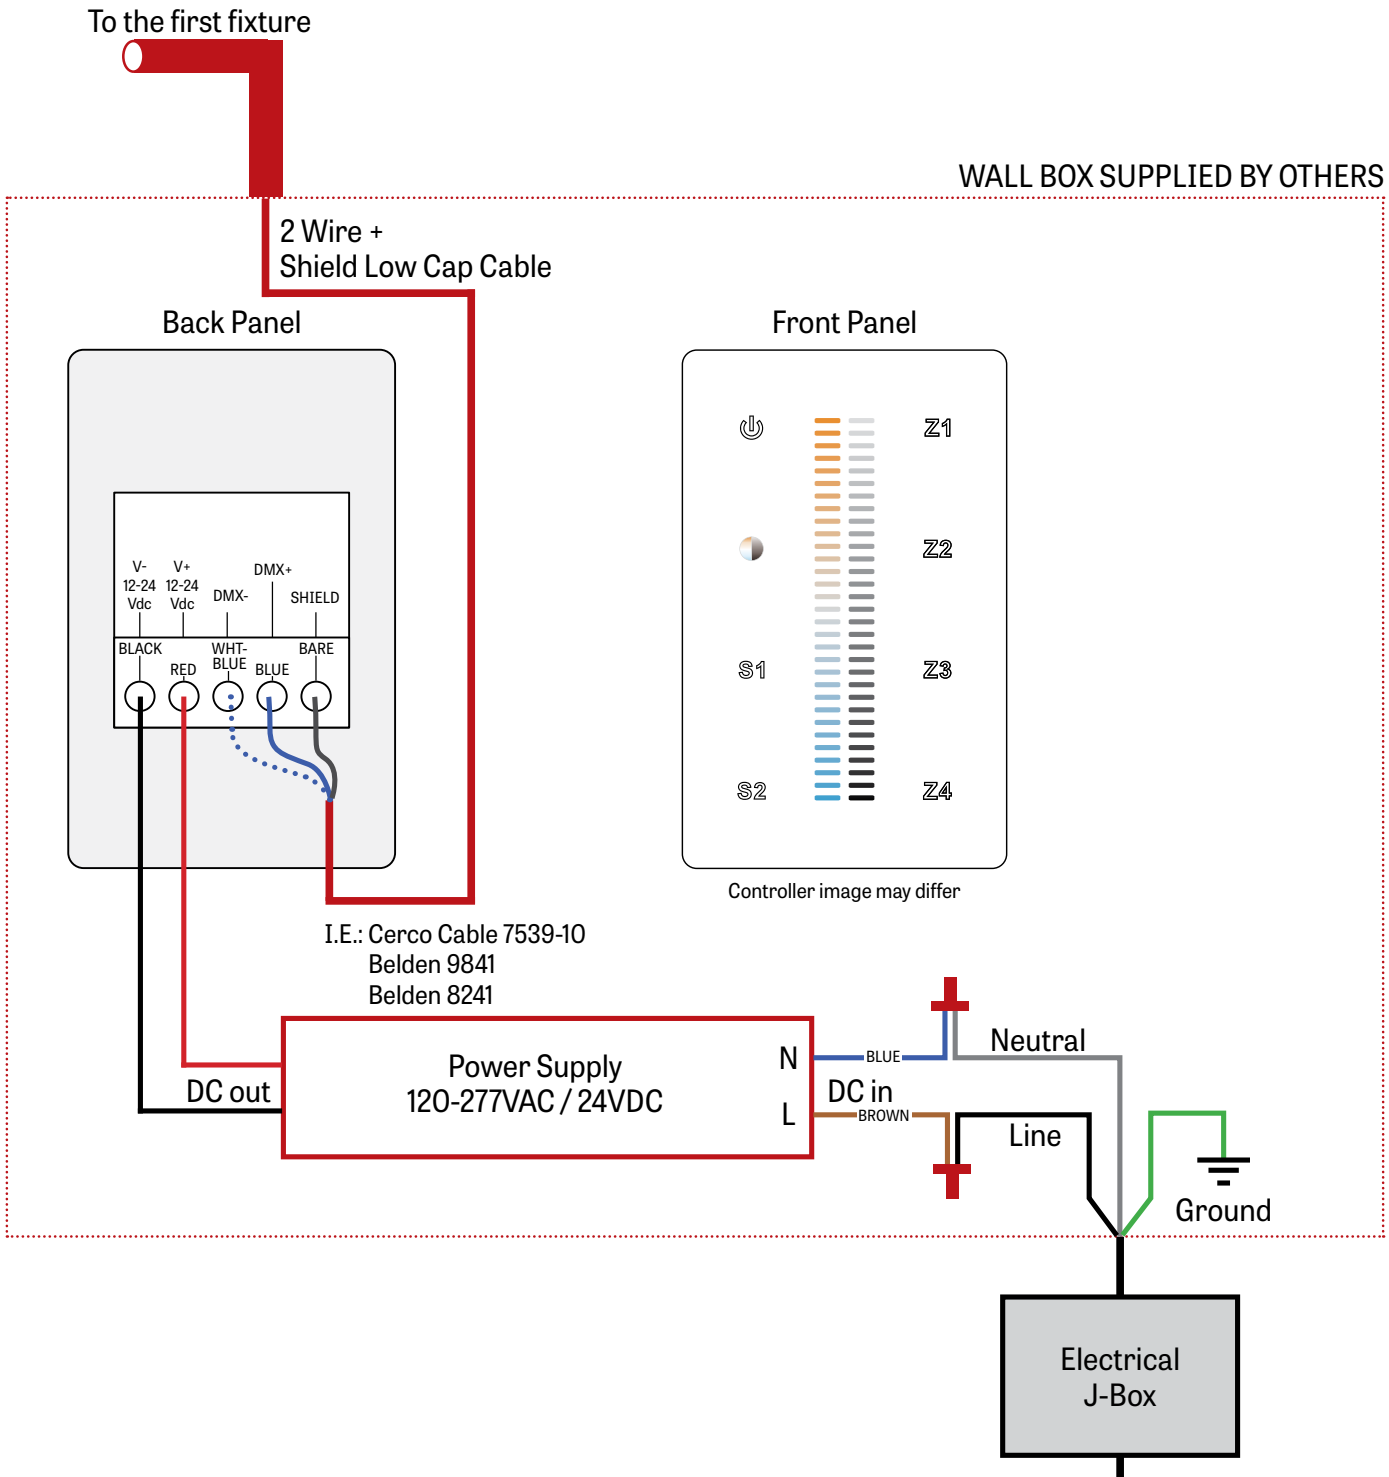 To the first fixture
WALL BOX SUPPLIED BY OTHERS
2 Wire +
Shield Low Cap Cable
Back Panel
V-
12-24
Vdc
V+
12-24
Vdc
DMX-
DMX+
SHIELD
BLACK
RED
WHT-
BLUE
BLUE
BARE
Front Panel
Z1
Z2
S1
Z3
S2
Z4
Controller image may differ
I.E.: Cerco Cable 7539-10
Belden 9841
Belden 8241
DC out
Power Supply
120-277VAC / 24VDC
N
L
BLUE
DC in
BROWN
Neutral
Line
Ground
Electrical
J-Box